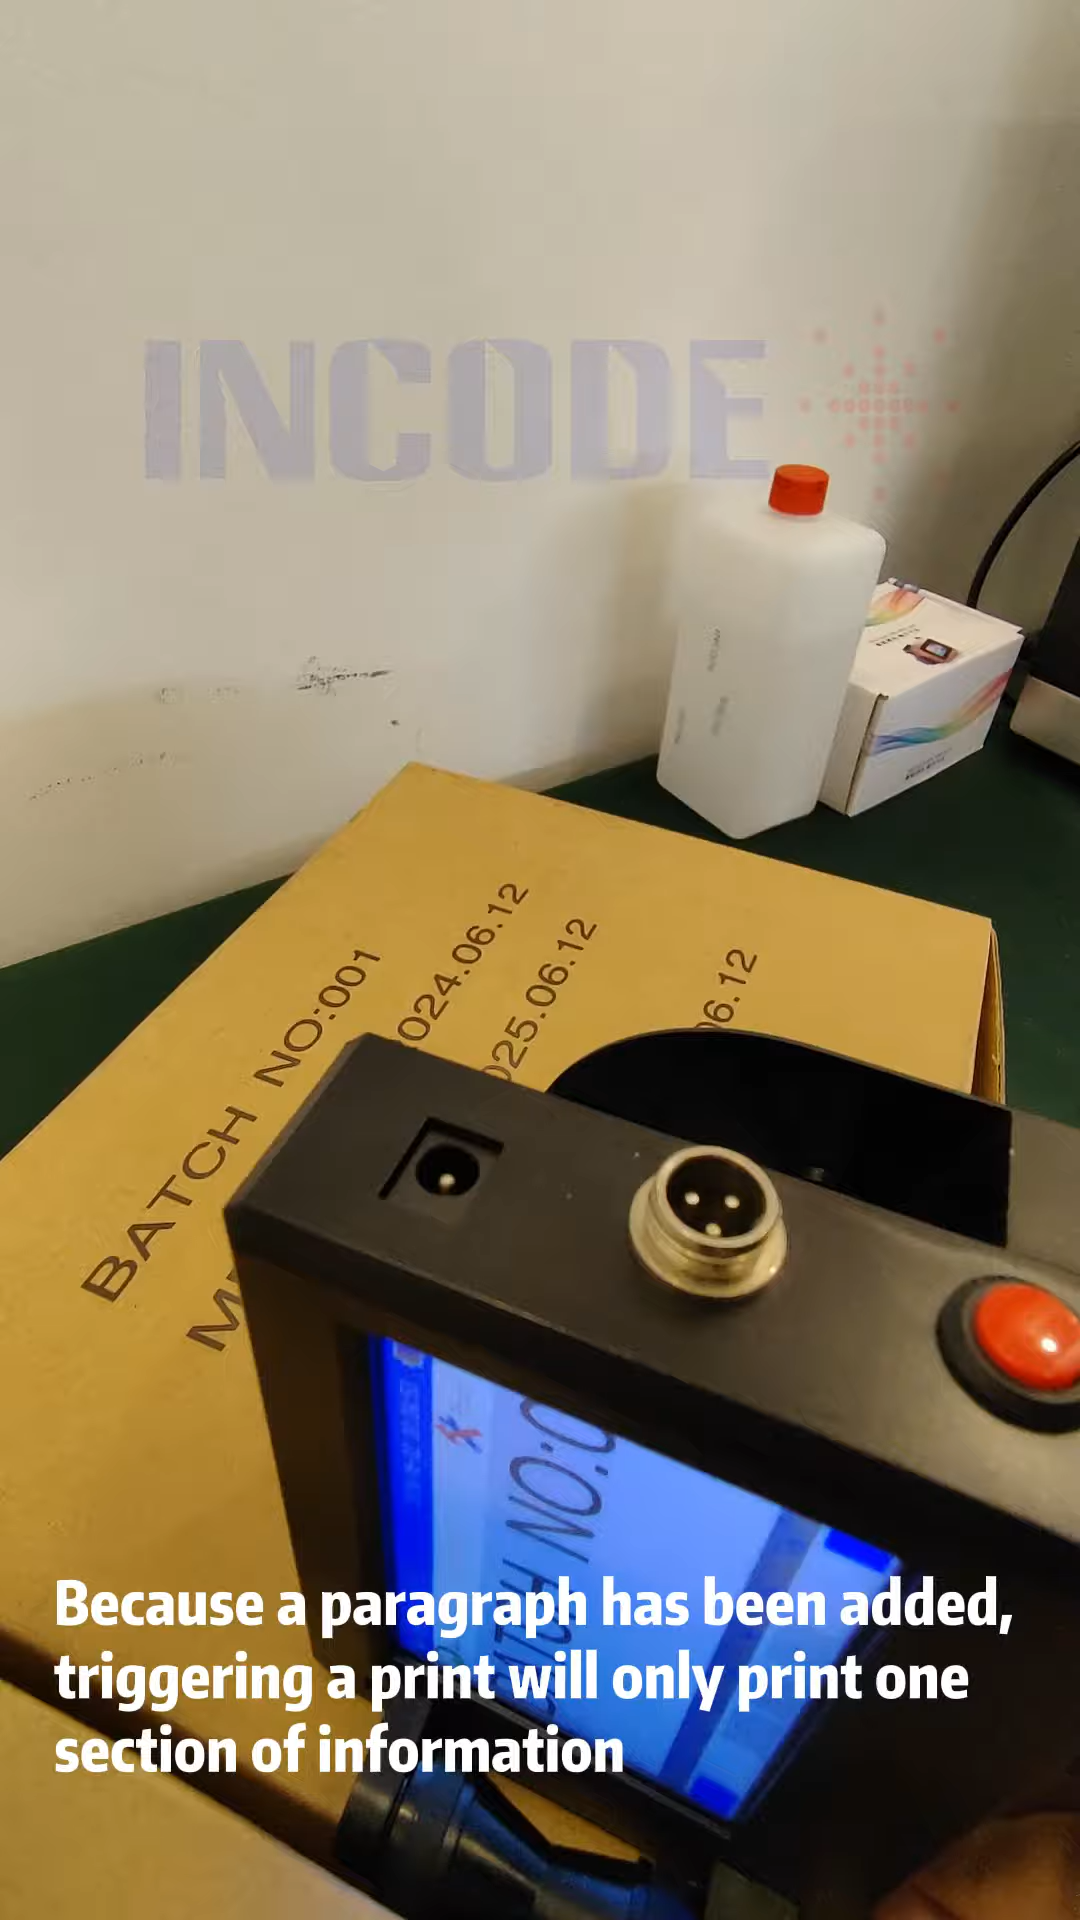 INCODE
BATCH NO:001
024.06.12
025.06.12
06.12
NO:0
Because a paragraph has been added,
triggering a print will only print one
section of information